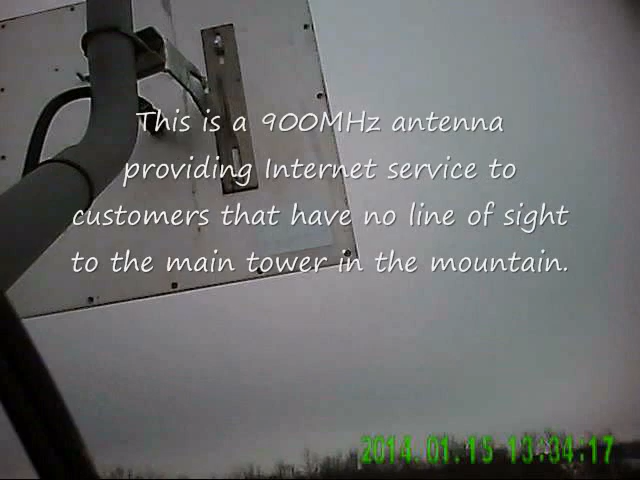 This is a 900MHz antenna
providing Internet service to
customers that have no line of sight
to the main tower in the mountain.
2014.01.15 13:34:17